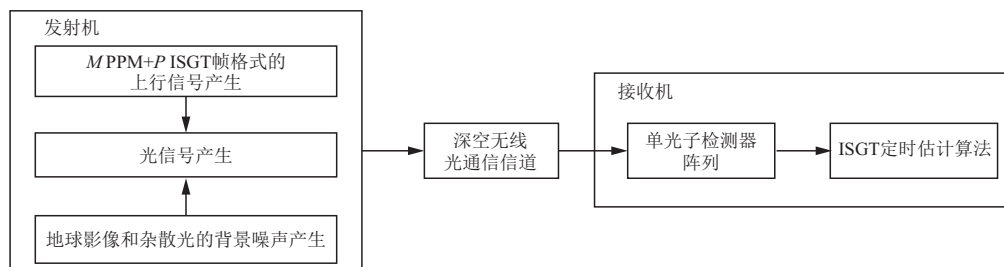 发射机
M PPM+P ISGT帧格式的
上行信号产生
光信号产生
地球影像和杂散光的背景噪声产生
深空无线
光通信信道
接收机
单光子检测器
阵列
ISGT定时估计算法